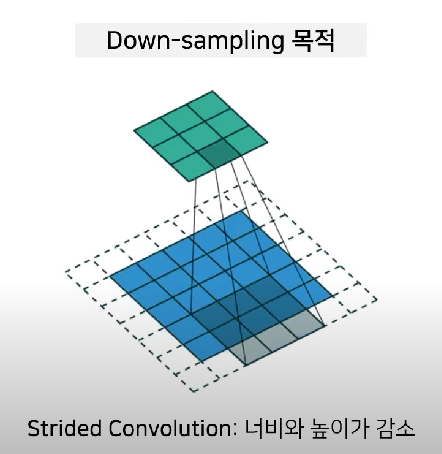 Down-sampling 목적
Strided Convolution: 너비와 높이가 감소